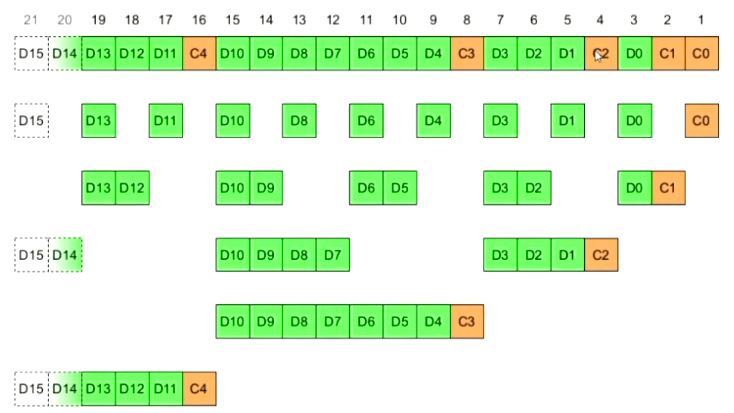 21 20 19 18 17 16 15 14 13 12 11 10 9 8 7 6 5 4 3 2 1
D15 D14 D13 D12 D11 C4 D10 D9 D8 D7 D6 D5 D4 C3 D3 D2 D1 C2 D0 C1 C0
D15 D13 D11 D10 D8 D6 D4 D3 D1 D0 C0
D13 D12 D10 D9 D6 D5 D3 D2 D0 C1
D15 D14 D10 D9 D8 D7 D3 D2 D1 C2
D10 D9 D8 D7 D6 D5 D4 C3
D15 D14 D13 D12 D11 C4